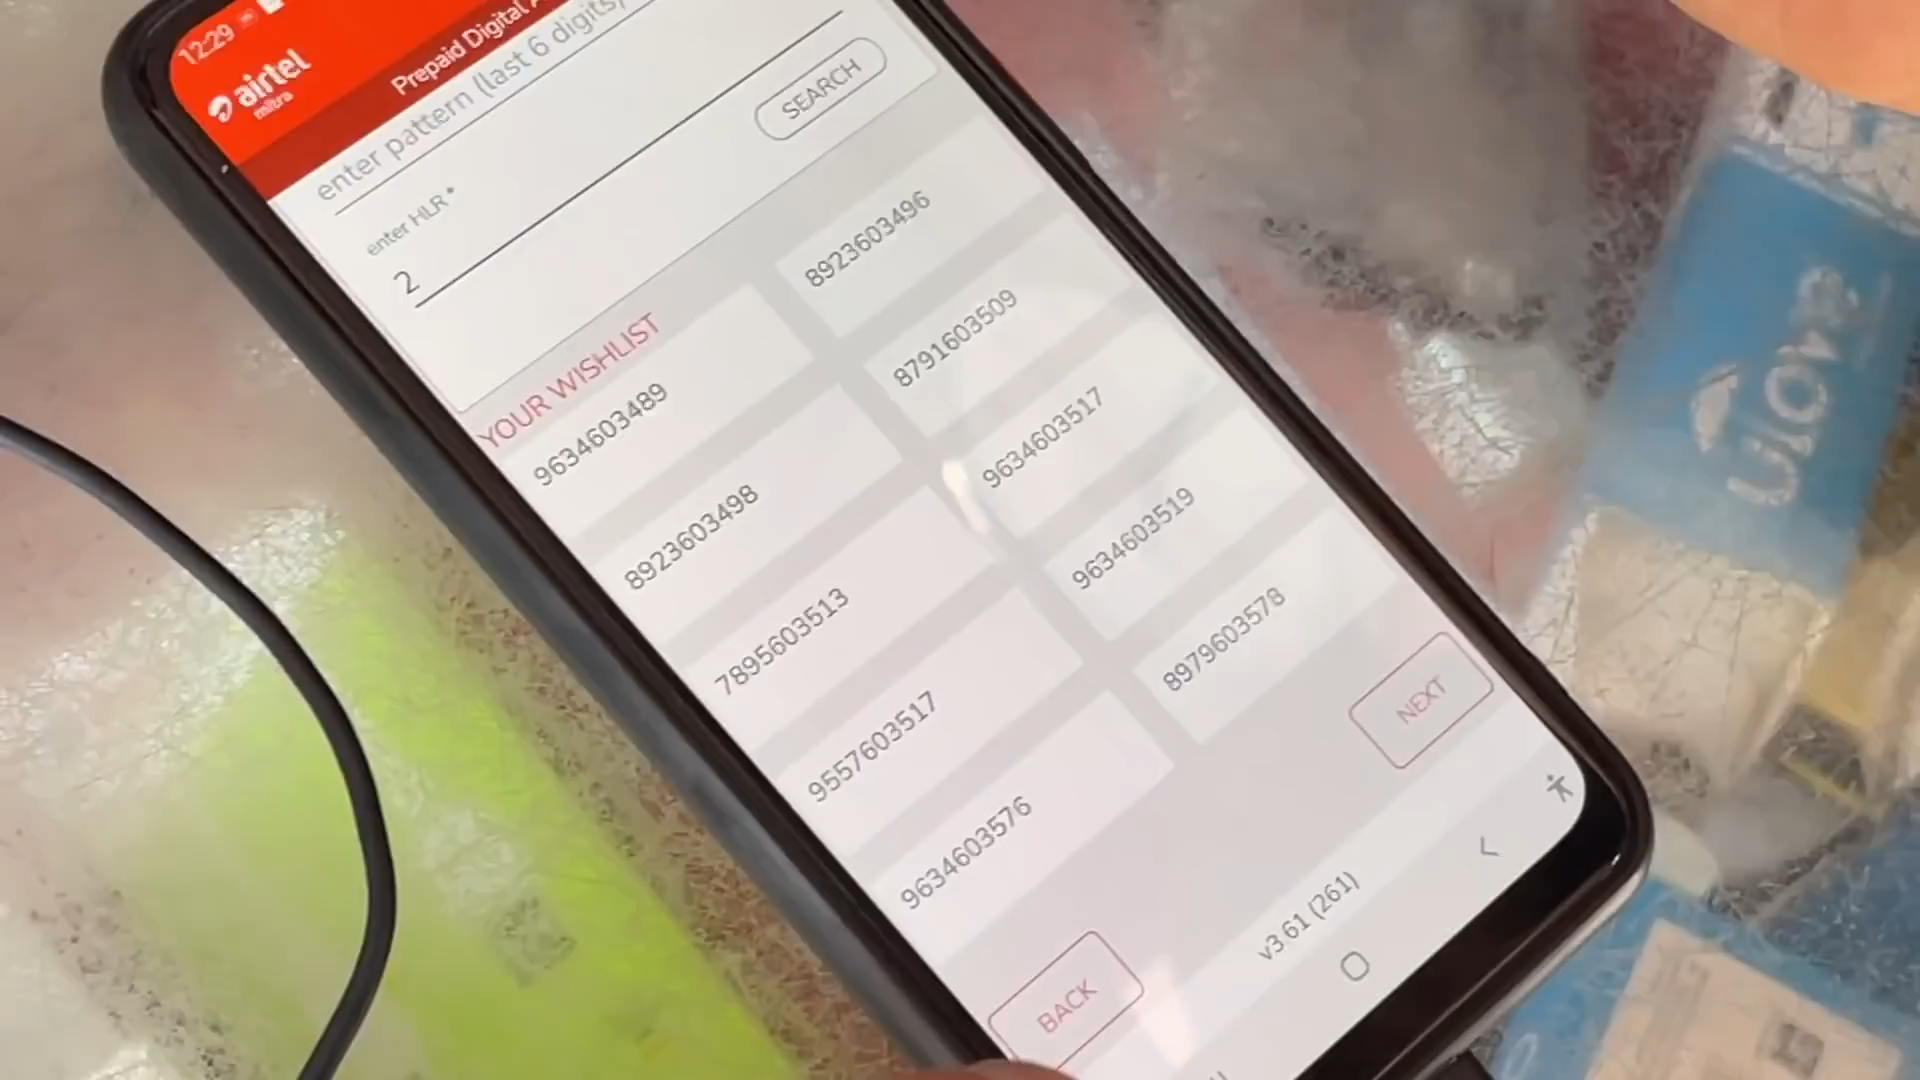 12:29
airtel
mitra
Prepaid Digital
enter pattern (last 6 digits)
SEARCH
enter HLR *
2
YOUR WISHLIST
9634603489
8923603496
8923603498
8791603509
7895603513
9634603517
9557603517
9634603519
9634603576
8979603578
BACK
NEXT
v3.61 (261)